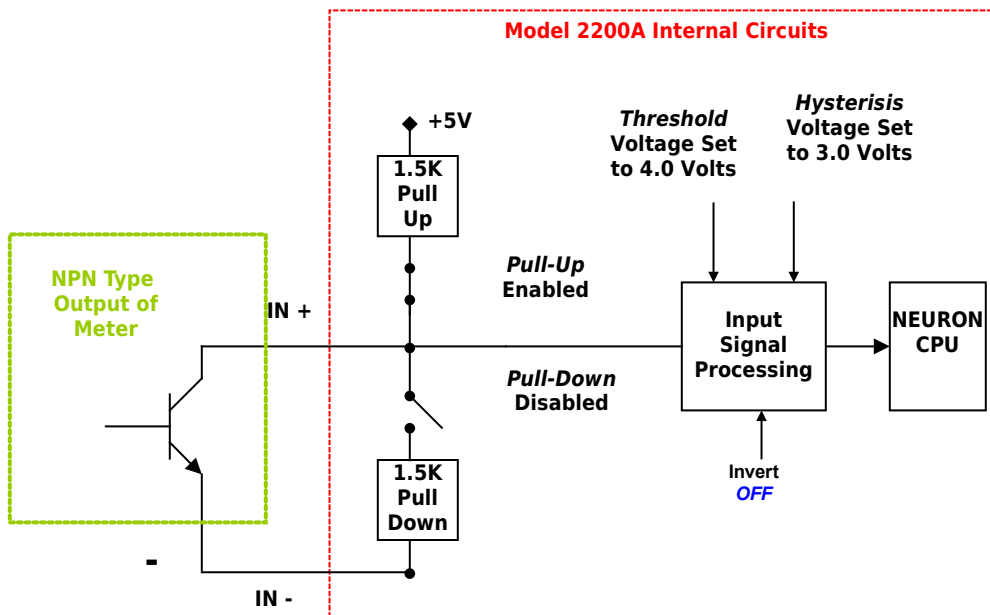 Model 2200A Internal Circuits
+5V
1.5K
Pull
Up
Threshold
Voltage Set
to 4.0 Volts
Hysterisis
Voltage Set
to 3.0 Volts
NPN Type
Output of
Meter
IN +
Pull-Up
Enabled
Pull-Down
Disabled
Input
Signal
Processing
NEURON
CPU
Invert
OFF
1.5K
Pull
Down
-
IN -